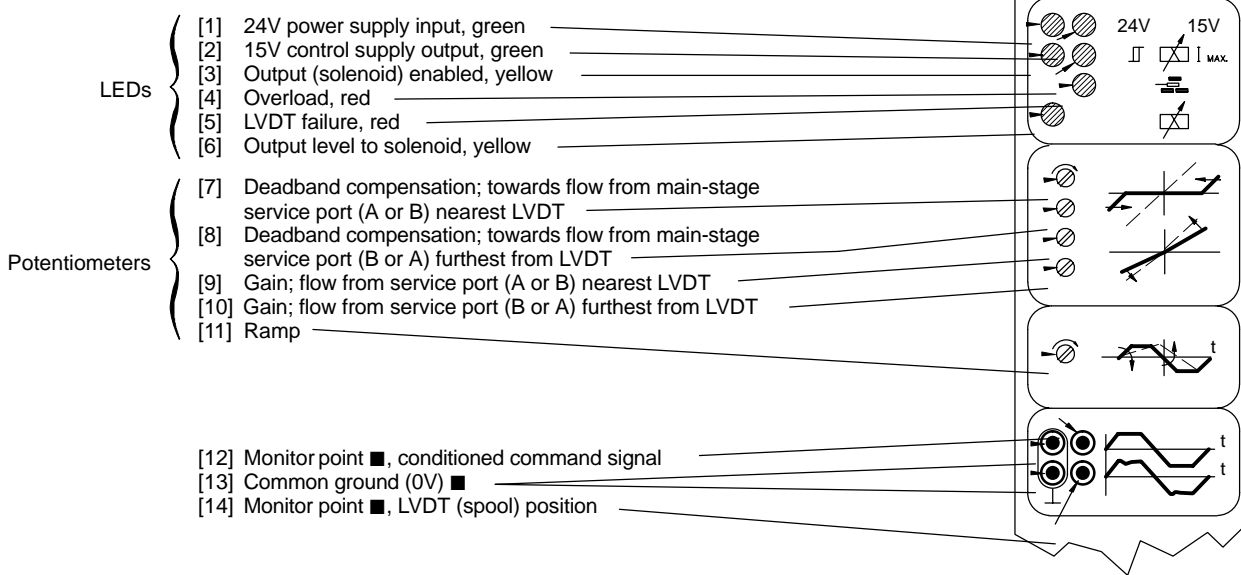 LEDs
[1] 24V power supply input, green
[2] 15V control supply output, green
[3] Output (solenoid) enabled, yellow
[4] Overload, red
[5] LVDT failure, red
[6] Output level to solenoid, yellow
Potentiometers
[7] Deadband compensation; towards flow from main-stage
service port (A or B) nearest LVDT
[8] Deadband compensation; towards flow from main-stage
service port (B or A) furthest from LVDT
[9] Gain; flow from service port (A or B) nearest LVDT
[10] Gain; flow from service port (B or A) furthest from LVDT
[11] Ramp
[12] Monitor point ■, conditioned command signal
[13] Common ground (0V) ■
[14] Monitor point ■, LVDT (spool) position
24V 15V
MAX.
t
t
t